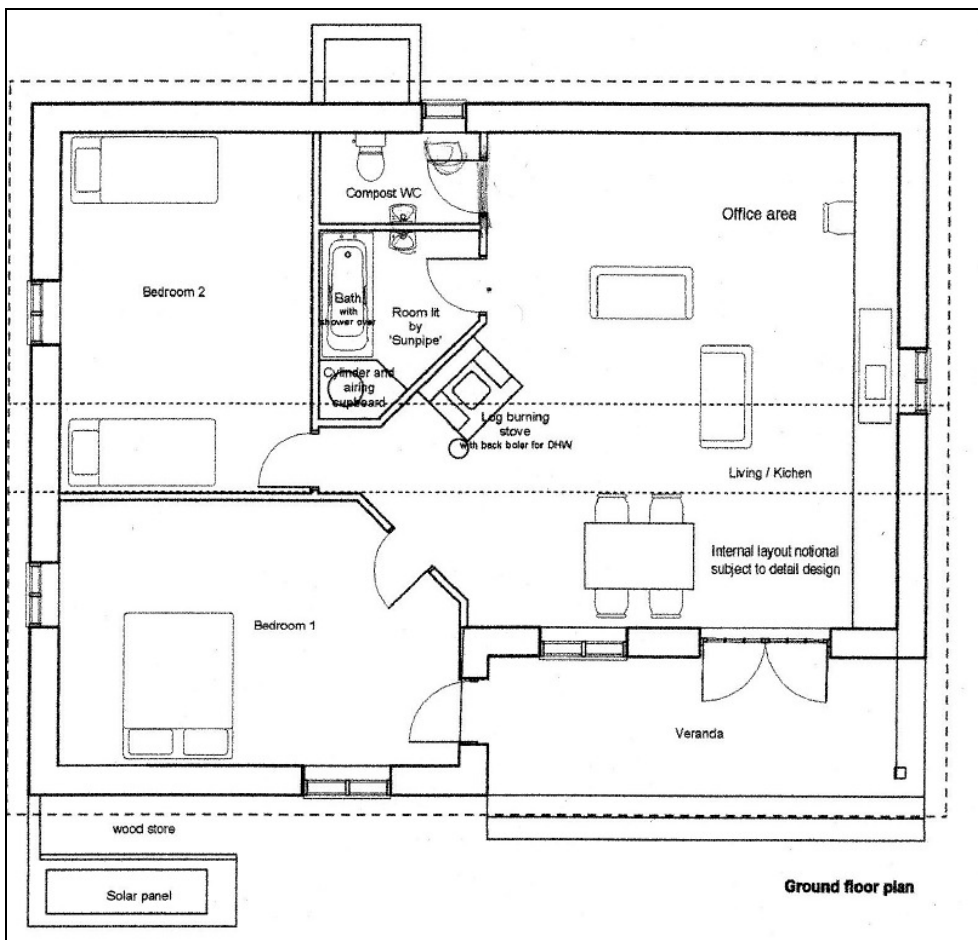 Compost WC
Office area
Bedroom 2
Bath
with
shower over
Room lit
by
'Sunpipe'
Cylinder and
airing
cupboard
Log burning
stove
with back boler for DHW
Living / Kichen
Internal layout notional
subject to detail design
Bedroom 1
Veranda
wood store
Solar panel
Ground floor plan